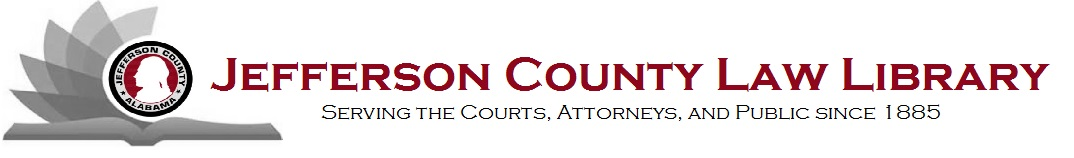 JEFFERSON COUNTY
ALABAMA
JEFFERSON COUNTY LAW LIBRARY
SERVING THE COURTS, ATTORNEYS, AND PUBLIC SINCE 1885